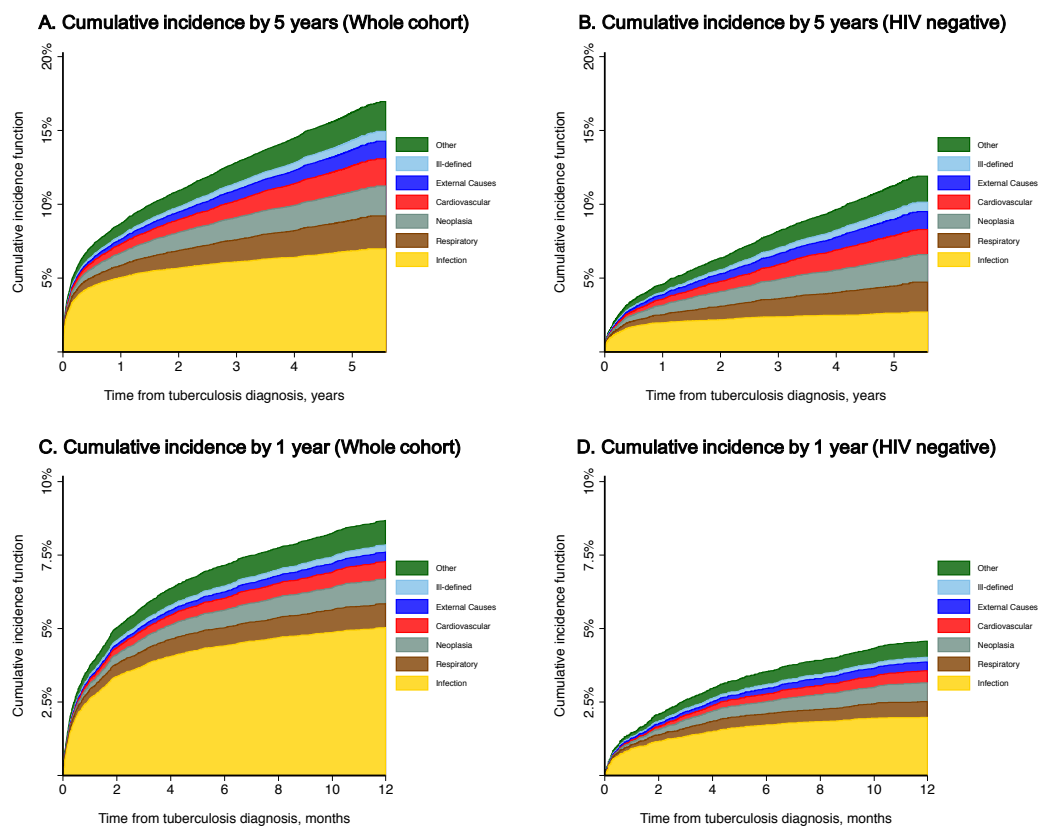 A. Cumulative incidence by 5 years (Whole cohort)
Cumulative incidence function
20%
15%
10%
5%
0 1 2 3 4 5
Time from tuberculosis diagnosis, years
Other
Ill-defined
External Causes
Cardiovascular
Neoplasia
Respiratory
Infection
B. Cumulative incidence by 5 years (HIV negative)
Cumulative incidence function
20%
15%
10%
5%
0 1 2 3 4 5
Time from tuberculosis diagnosis, years
Other
Ill-defined
External Causes
Cardiovascular
Neoplasia
Respiratory
Infection
C. Cumulative incidence by 1 year (Whole cohort)
Cumulative incidence function
10%
7.5%
5%
2.5%
0 2 4 6 8 10 12
Time from tuberculosis diagnosis, months
Other
Ill-defined
External Causes
Cardiovascular
Neoplasia
Respiratory
Infection
D. Cumulative incidence by 1 year (HIV negative)
Cumulative incidence function
10%
7.5%
5%
2.5%
0 2 4 6 8 10 12
Time from tuberculosis diagnosis, months
Other
Ill-defined
External Causes
Cardiovascular
Neoplasia
Respiratory
Infection